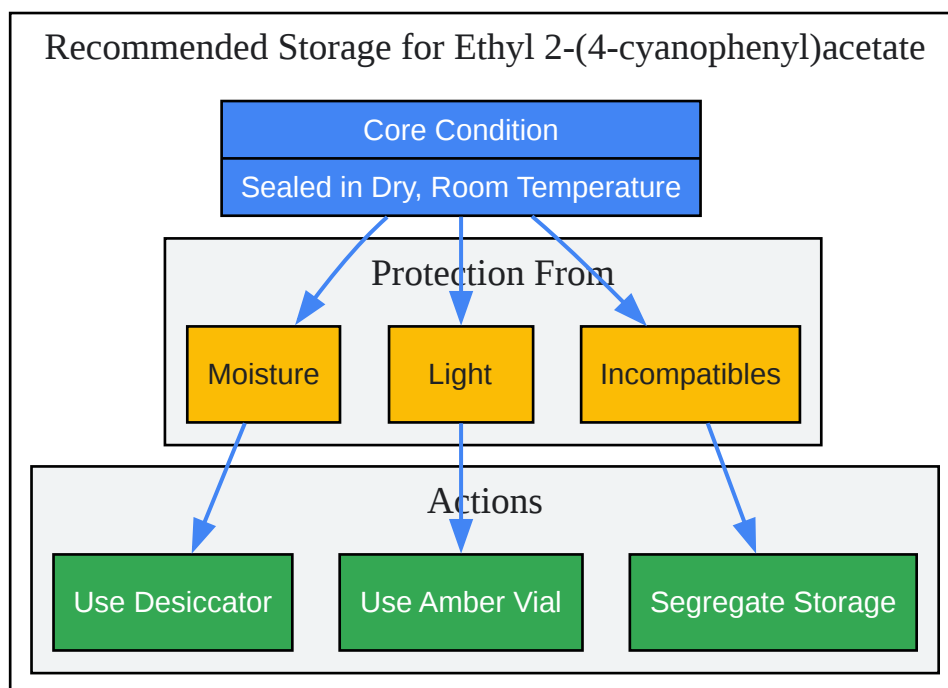 Recommended Storage for Ethyl 2-(4-cyanophenyl)acetate
Core Condition
Sealed in Dry, Room Temperature
Protection From
Moisture
Light
Incompatibles
Actions
Use Desiccator
Use Amber Vial
Segregate Storage